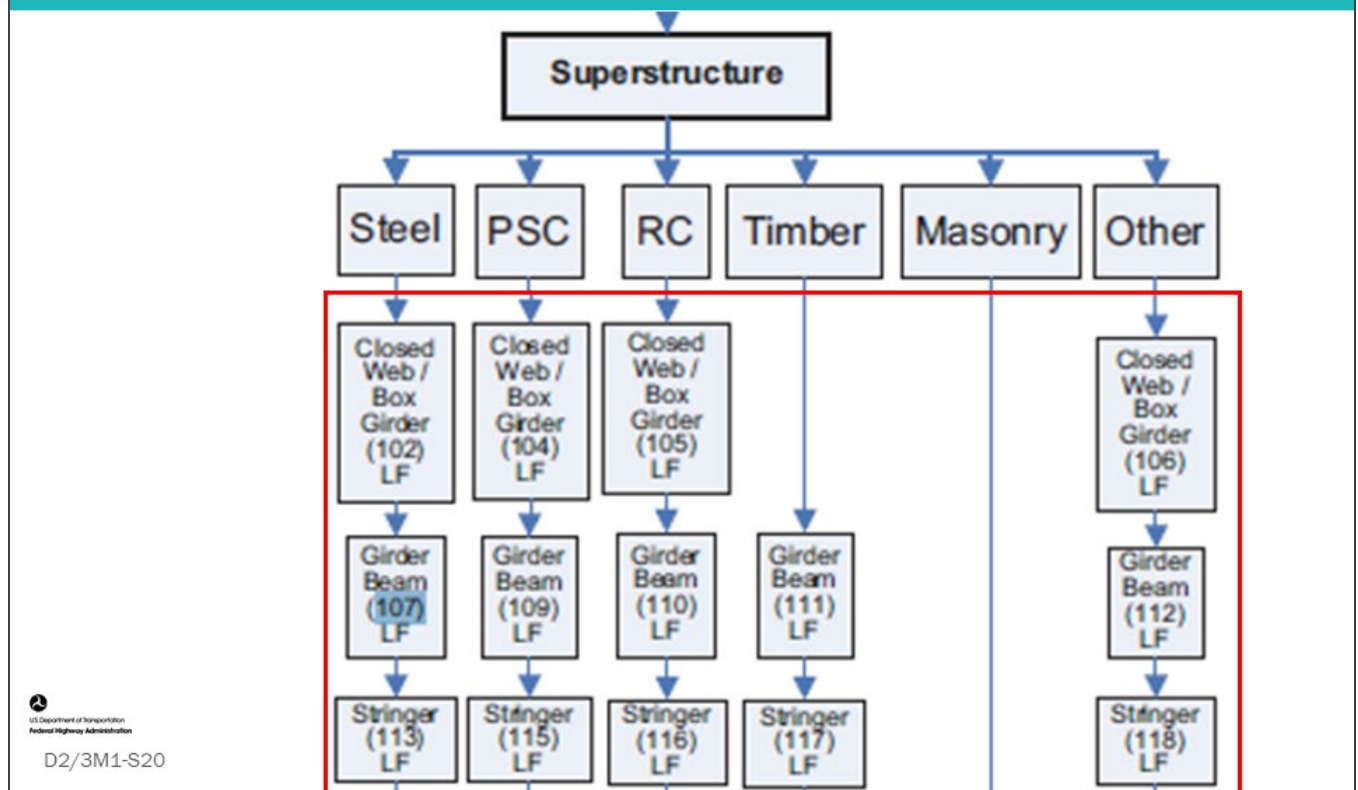 Superstructure
Steel
PSC
RC
Timber
Masonry
Other
Closed
Web /
Box
Girder
(102)
LF
Closed
Web /
Box
Girder
(104)
LF
Closed
Web /
Box
Girder
(105)
LF
Closed
Web /
Box
Girder
(106)
LF
Girder
Beam
(107)
LF
Girder
Beam
(109)
LF
Girder
Beam
(110)
LF
Girder
Beam
(111)
LF
Girder
Beam
(112)
LF
Stringer
(113)
LF
Stringer
(115)
LF
Stringer
(116)
LF
Stringer
(117)
LF
Stringer
(118)
LF
U.S. Department of Transportation
Federal Highway Administration
D2/3M1-S20